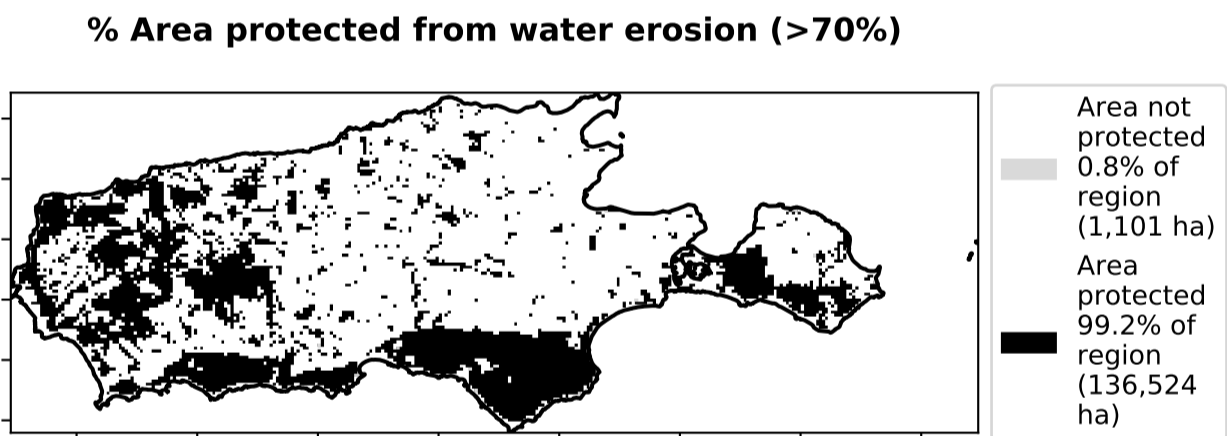 % Area protected from water erosion (>70%)
Area not
protected
0.8% of
region
(1,101 ha)
Area
protected
99.2% of
region
(136,524
ha)